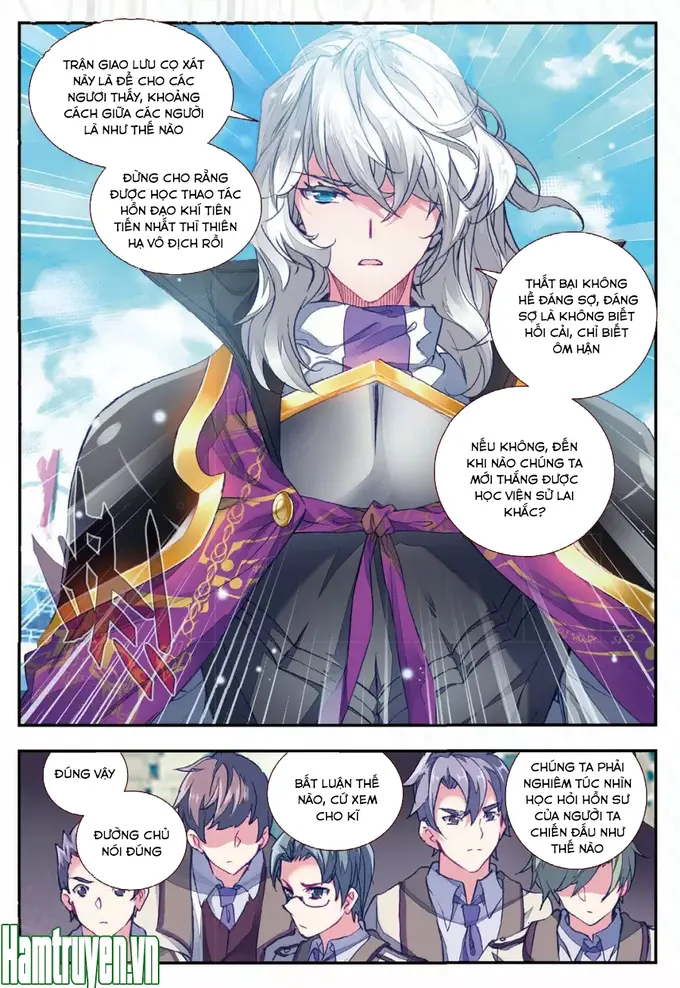 TRẬN GIAO LƯU CỌ XÁT
NÀY LÀ ĐỂ CHO CÁC
NGƯƠI THẤY, KHOẢNG
CÁCH GIỮA CÁC NGƯỜI
LÀ NHƯ THẾ NÀO
ĐỪNG CHO RẰNG
ĐƯỢC HỌC THAO TÁC
HỒN ĐẠO KHÍ TIÊN
TIẾN NHẤT THÌ THIÊN
HẠ VÔ ĐỊCH RỒI
THẤT BẠI KHÔNG
HỀ ĐÁNG SỢ, ĐÁNG
SỢ LÀ KHÔNG BIẾT
HỐI CẢI, CHỈ BIẾT
ÔM HẬN
NẾU KHÔNG, ĐẾN
KHI NÀO CHÚNG TA
MỚI THẮNG ĐƯỢC
HỌC VIỆN SỬ LAI
KHẮC?
ĐÚNG VẬY
ĐƯỜNG CHỦ
NÓI ĐÚNG
BẤT LUẬN THẾ
NÀO, CỨ XEM
CHO KĨ
CHÚNG TA PHẢI
NGHIÊM TÚC NHÌN
HỌC HỎI HỒN SƯ
CỦA NGƯỜI TA
CHIẾN ĐẤU NHƯ
THẾ NÀO
Hamtruyen.vn